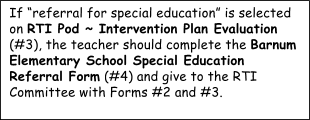 If “referral for special education” is selected
on RTI Pod ~ Intervention Plan Evaluation
(#3), the teacher should complete the Barnum
Elementary School Special Education
Referral Form (#4) and give to the RTI
Committee with Forms #2 and #3.